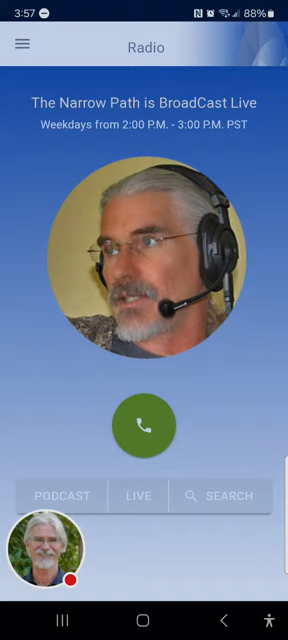 3:57
88%
Radio
The Narrow Path is BroadCast Live
Weekdays from 2:00 P.M. - 3:00 P.M. PST
PODCAST
LIVE
SEARCH